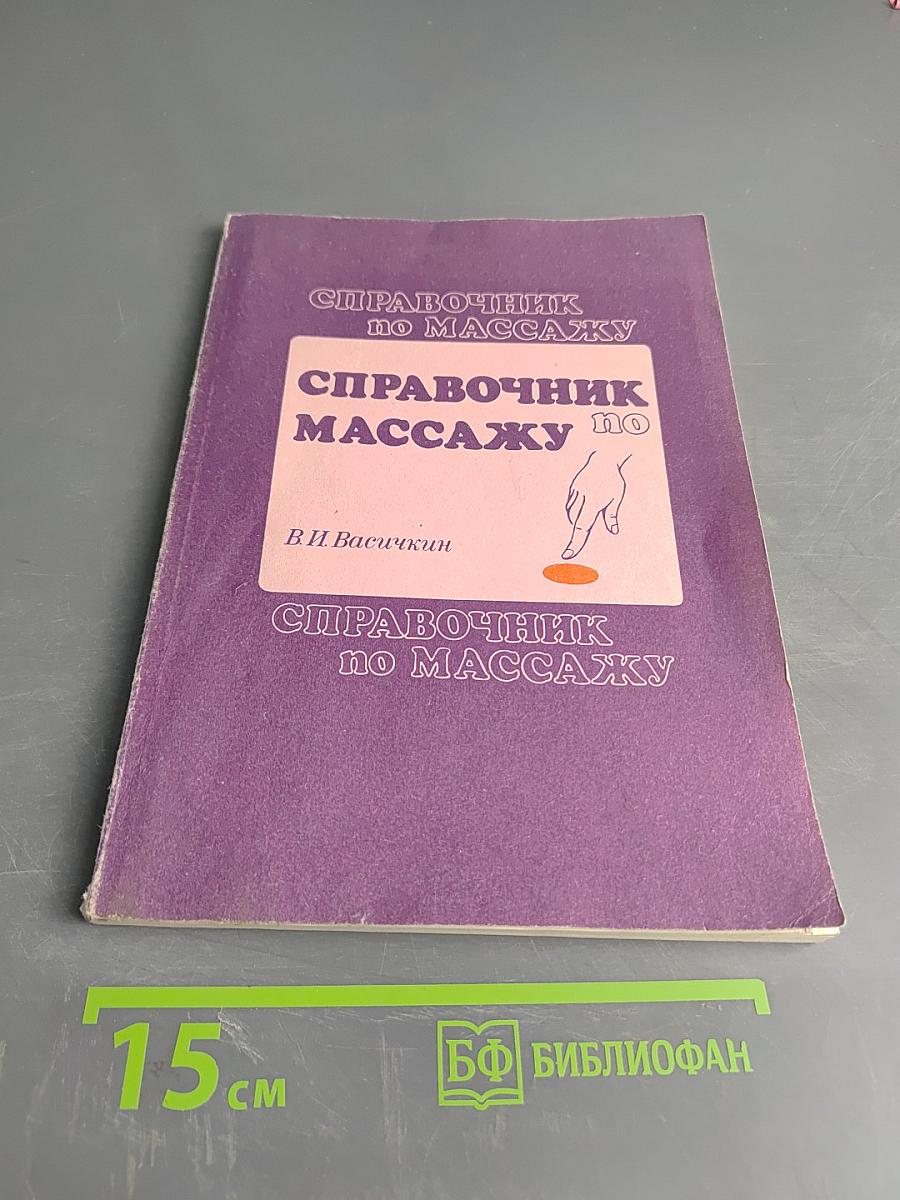 СПРАВОЧНИК
по МАССАЖУ
СПРАВОЧНИК
по
МАССАЖУ
В.И.Васичкин
СПРАВОЧНИК
по МАССАЖУ
15 см
БФ БИБЛИОФАН